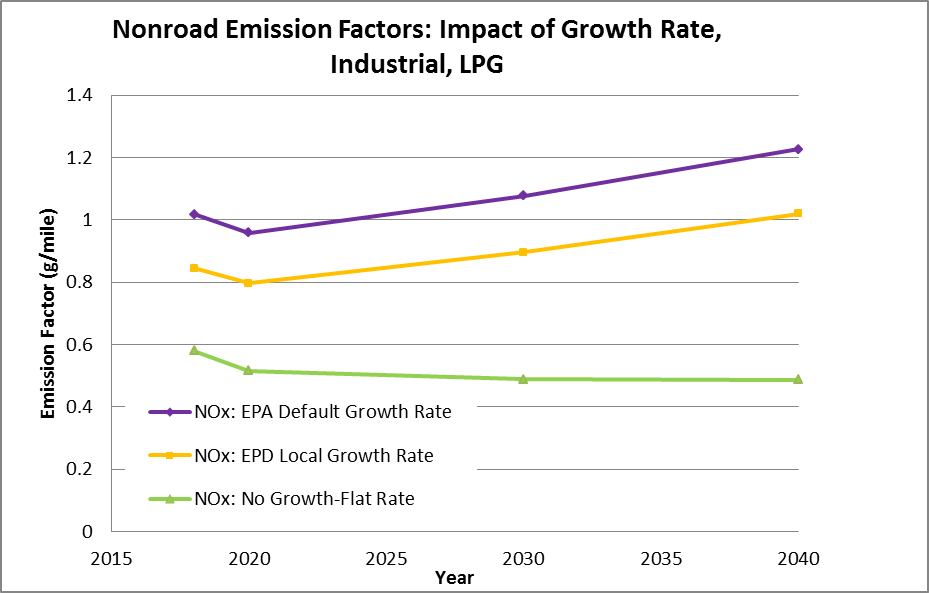 Nonroad Emission Factors: Impact of Growth Rate,
Industrial, LPG
Emission Factor (g/mile)
1.4
1.2
1
0.8
0.6
0.4
0.2
0
NOx: EPA Default Growth Rate
NOx: EPD Local Growth Rate
NOx: No Growth-Flat Rate
2015 2020 2025 2030 2035 2040
Year